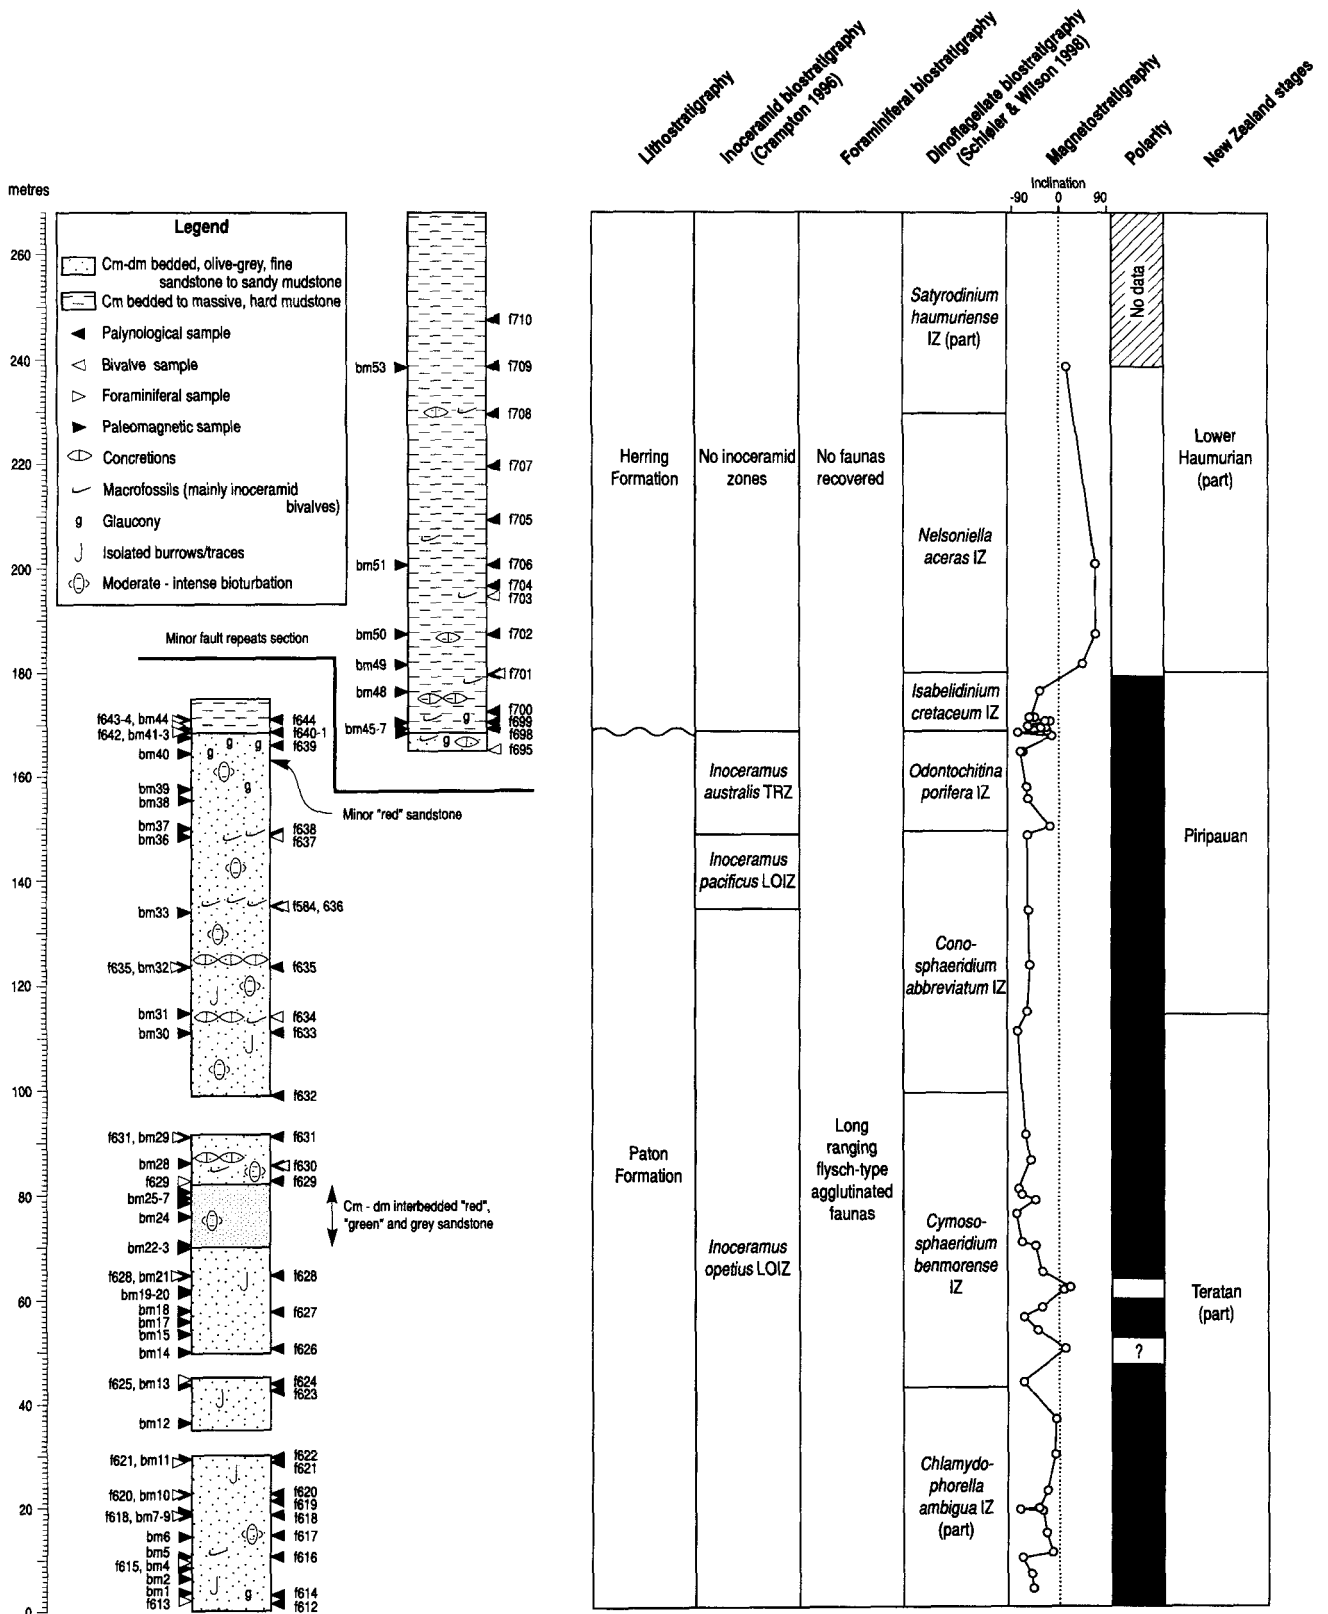 Lithostratigraphy
Inoceramid biostratigraphy
(Crampton 1996)
Foraminiferal biostratigraphy
Dinoflagellate biostratigraphy
(Schiøler & Wilson 1998)
Magnetostratigraphy
Polarity
New Zealand stages
metres
Inclination
-90 0 90
260
240
220
200
180
160
140
120
100
80
60
40
20
0
Legend
Cm-dm bedded, olive-grey, fine
sandstone to sandy mudstone
Cm bedded to massive, hard mudstone
Palynological sample
Bivalve sample
Foraminiferal sample
Paleomagnetic sample
Concretions
Macrofossils (mainly inoceramid
bivalves)
g Glaucony
Isolated burrows/traces
Moderate - intense bioturbation
Minor fault repeats section
bm53
bm51
bm50
bm49
bm48
bm45-7
f710
f709
f708
f707
f705
f706
f704
f703
f702
f701
f700
f699
f698
f695
g
g
f643-4, bm44
f642, bm41-3
bm40
bm39
bm38
bm37
bm36
bm33
f635, bm32
bm31
bm30
g g g
g
g
f644
f640-1
f639
Minor "red" sandstone
f638
f637
f584, 636
f635
f634
f633
f632
f631, bm29
bm28
f629
bm25-7
bm24
bm22-3
f628, bm21
bm19-20
bm18
bm17
bm15
bm14
f631
f630
f629
Cm - dm interbedded "red",
"green" and grey sandstone
f628
f627
f626
f625, bm13
bm12
f624
f623
f621, bm11
f620, bm10
f618, bm7-9
bm6
bm5
f615, bm4
bm2
bm1
f613
f622
f621
f620
f619
f618
f617
f616
f614
f612
g
Herring
Formation
Paton
Formation
No inoceramid
zones
Inoceramus
australis TRZ
Inoceramus
pacificus LOIZ
Inoceramus
opetius LOIZ
No faunas
recovered
Long
ranging
flysch-type
agglutinated
faunas
Satyrodinium
haumuriense
IZ (part)
Nelsoniella
aceras IZ
Isabelidinium
cretaceum IZ
Odontochitina
porifera IZ
Cono-
sphaeridium
abbreviatum IZ
Cymoso-
sphaeridium
benmorense
IZ
Chlamydo-
phorella
ambigua IZ
(part)
No data
?
Lower
Haumurian
(part)
Piripauan
Teratan
(part)